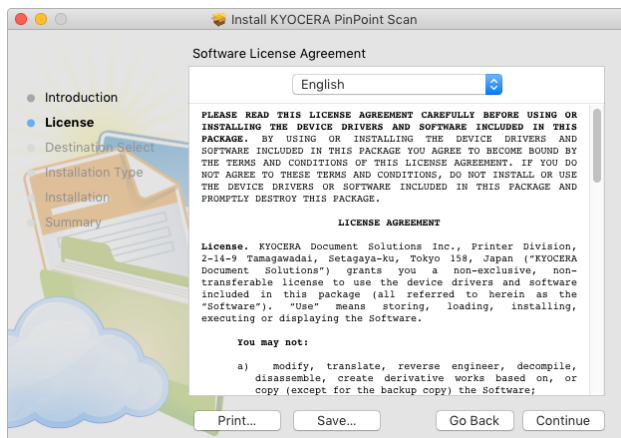 Install KYOCERA PinPoint Scan
Software License Agreement
English
Introduction
License
Destination Select
Installation Type
Installation
Summary
PLEASE READ THIS LICENSE AGREEMENT CAREFULLY BEFORE USING OR
INSTALLING THE DEVICE DRIVERS AND SOFTWARE INCLUDED IN THIS
PACKAGE. BY USING OR INSTALLING THE DEVICE DRIVERS AND
SOFTWARE INCLUDED IN THIS PACKAGE YOU AGREE TO BECOME BOUND BY
THE TERMS AND CONDITIONS OF THIS LICENSE AGREEMENT. IF YOU DO
NOT AGREE TO THESE TERMS AND CONDITIONS, DO NOT INSTALL OR USE
THE DEVICE DRIVERS OR SOFTWARE INCLUDED IN THIS PACKAGE AND
PROMPTLY DESTROY THIS PACKAGE.
LICENSE AGREEMENT
License. KYOCERA Document Solutions Inc., Printer Division,
2-14-9 Tamagawadai, Setagaya-ku, Tokyo 158, Japan ("KYOCERA
Document Solutions") grants you a non-exclusive, non-
transferable license to use the device drivers and software
included in this package (all referred to herein as the
"Software"). "Use" means storing, loading, installing,
executing or displaying the Software.
You may not:
a) modify, translate, reverse engineer, decompile,
disassemble, create derivative works based on, or
copy (except for the backup copy) the Software;
Print...
Save...
Go Back
Continue